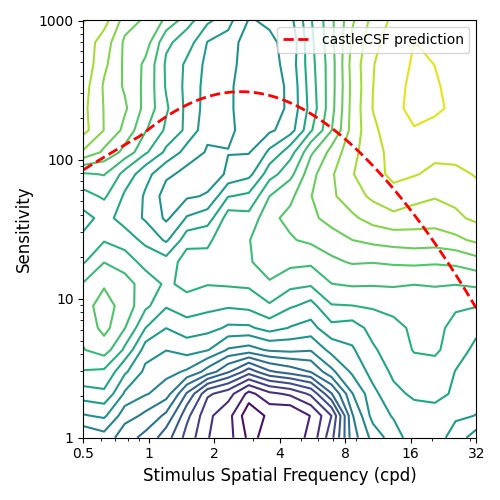 1000
castleCSF prediction
100
Sensitivity
10
1
0.5 1 2 4 8 16 32
Stimulus Spatial Frequency (cpd)